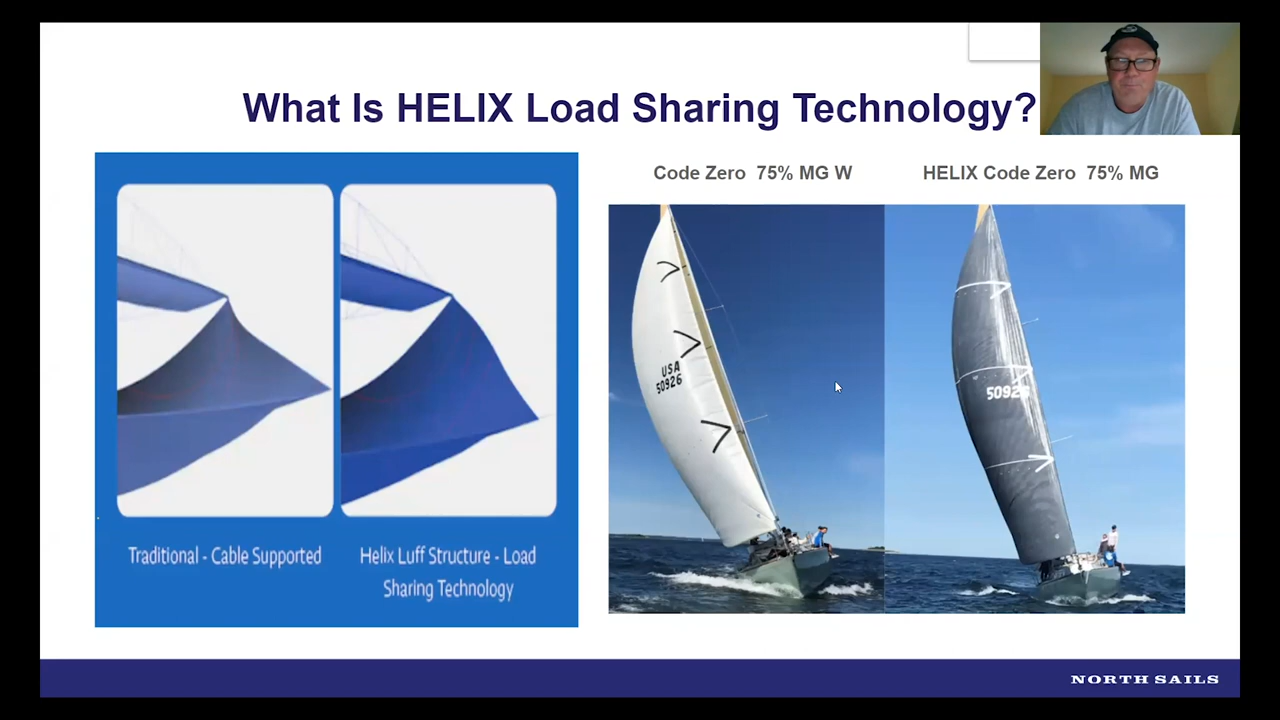 What Is HELIX Load Sharing Technology?
Code Zero 75% MG W
HELIX Code Zero 75% MG
USA
50926
50926
Traditional - Cable Supported
Helix Luff Structure - Load
Sharing Technology
NORTH SAILS